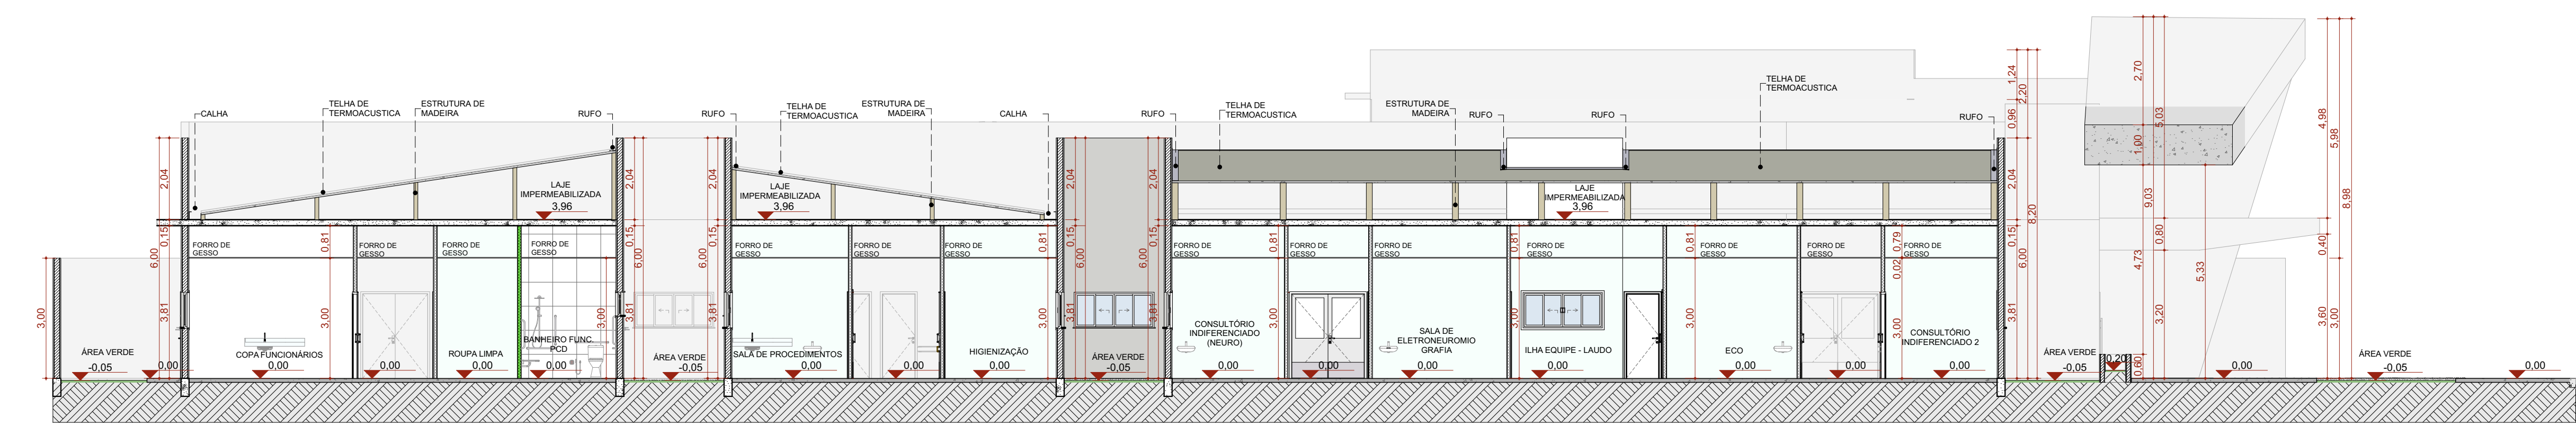 CALHA
TELHA DE
TERMOACUSTICA
ESTRUTURA DE
MADEIRA
RUFO
RUFO
TELHA DE
TERMOACUSTICA
ESTRUTURA DE
MADEIRA
CALHA
RUFO
TELHA DE
TERMOACUSTICA
ESTRUTURA DE
MADEIRA
RUFO
RUFO
TELHA DE
TERMOACUSTICA
RUFO
1,24
2,20
0,96
2,70
5,03
1,00
4,98
5,98
8,98
2,04
2,04
2,04
2,04
2,04
2,04
LAJE
IMPERMEABILIZADA
3,96
LAJE
IMPERMEABILIZADA
3,96
LAJE
IMPERMEABILIZADA
3,96
8,20
9,03
0,15
6,00
0,15
6,00
0,15
6,00
0,15
6,00
0,15
6,00
0,15
6,00
0,80
4,73
5,33
0,40
FORRO DE
GESSO
0,81
FORRO DE
GESSO
FORRO DE
GESSO
FORRO DE
GESSO
FORRO DE
GESSO
FORRO DE
GESSO
FORRO DE
GESSO
0,81
FORRO DE
GESSO
0,81
FORRO DE
GESSO
FORRO DE
GESSO
0,81
FORRO DE
GESSO
0,81
FORRO DE
GESSO
FORRO DE
GESSO
0,79
0,02
FORRO DE
GESSO
3,00
3,81
3,00
3,00
3,81
3,81
3,00
3,81
3,81
3,00
3,00
3,00
3,00
3,81
3,20
3,60
3,00
0,60
ÁREA VERDE
-0,05
0,00
COPA FUNCIONÁRIOS
0,00
0,00
ROUPA LIMPA
0,00
BANHEIRO FUNC.
PCD
0,00
ÁREA VERDE
-0,05
SALA DE PROCEDIMENTOS
0,00
0,00
HIGIENIZAÇÃO
0,00
ÁREA VERDE
-0,05
CONSULTÓRIO
INDIFERENCIADO
(NEURO)
0,00
0,00
SALA DE
ELETRONEUROMIO
GRAFIA
0,00
ILHA EQUIPE - LAUDO
0,00
ECO
0,00
0,00
CONSULTÓRIO
INDIFERENCIADO 2
0,00
ÁREA VERDE
-0,05
0,20
0,00
ÁREA VERDE
-0,05
0,00